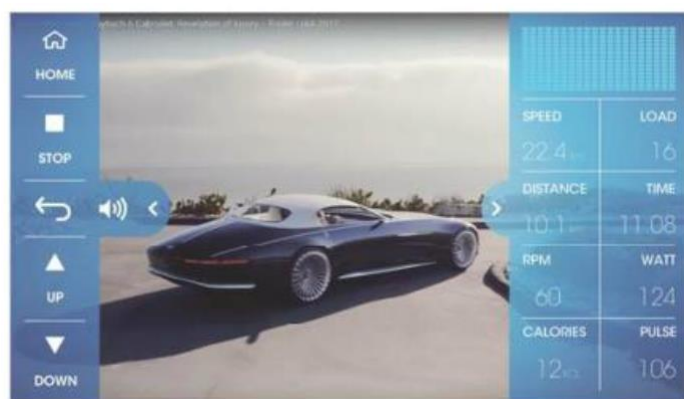 HOME
STOP
UP
DOWN
SPEED LOAD
22.4 16
DISTANCE TIME
10.1 11.08
RPM WATT
60 124
CALORIES PULSE
12 106